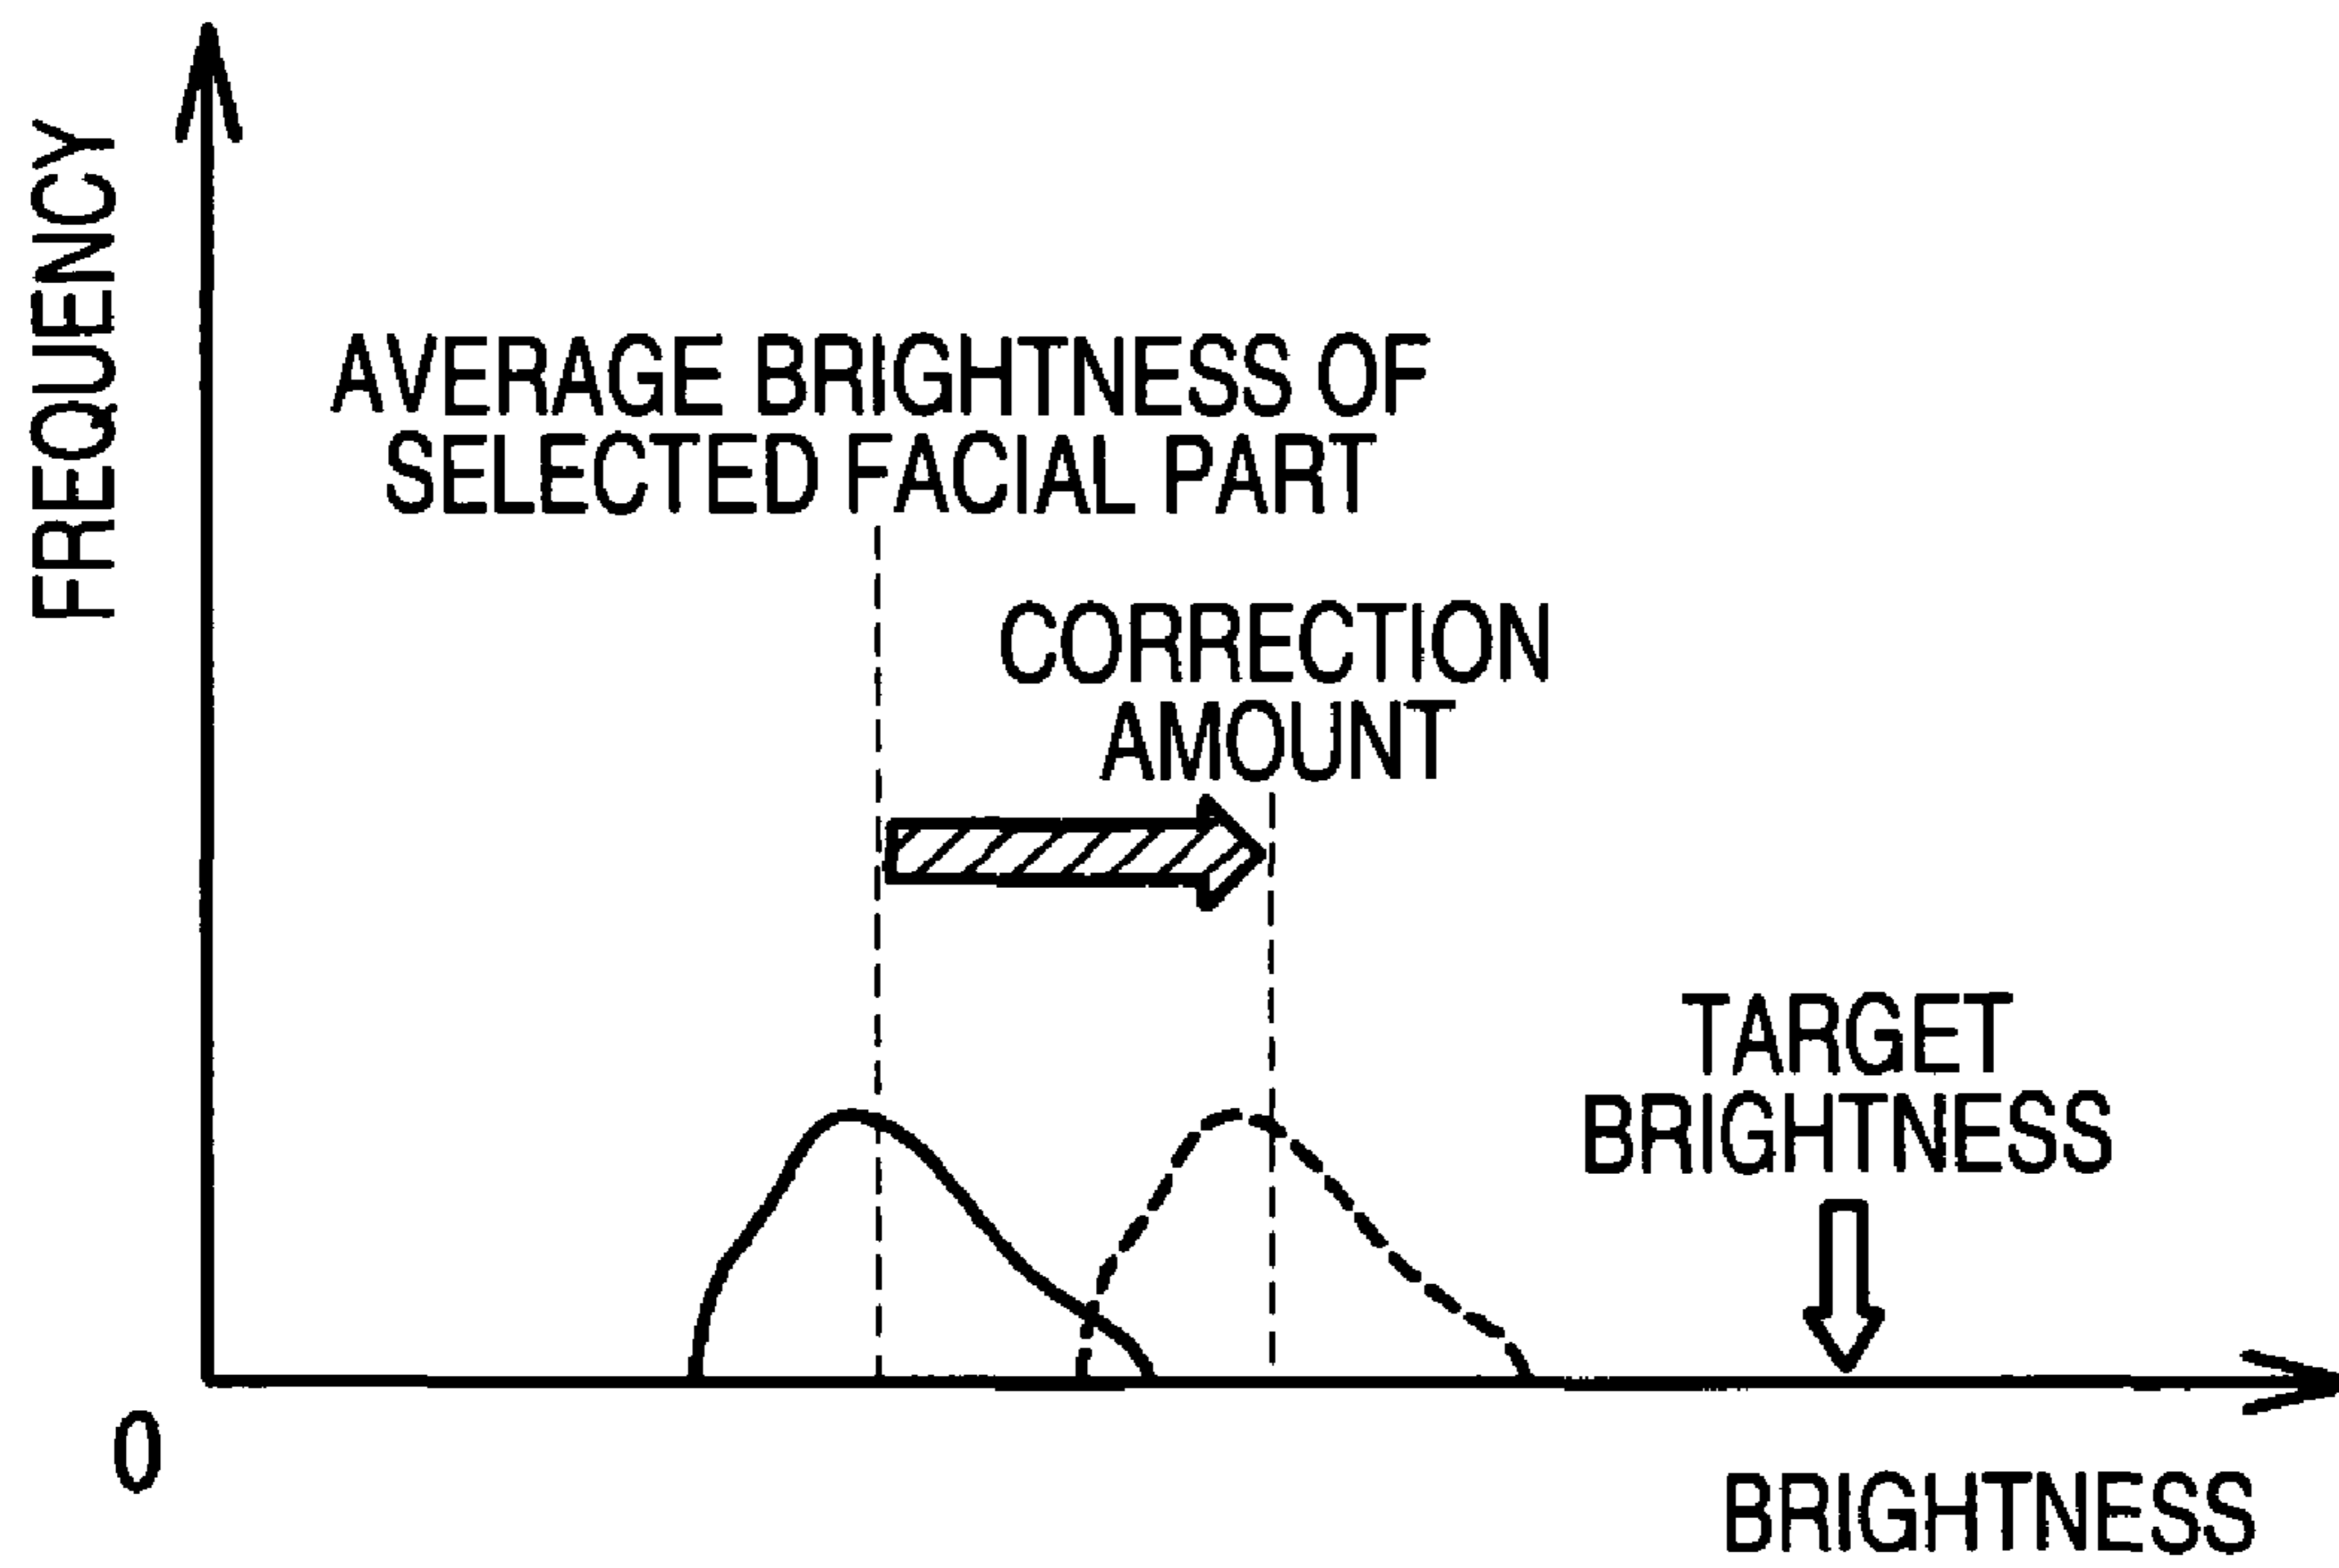 FREQUENCY
AVERAGE BRIGHTNESS OF
SELECTED FACIAL PART
CORRECTION
AMOUNT
TARGET
BRIGHTNESS
0
BRIGHTNESS